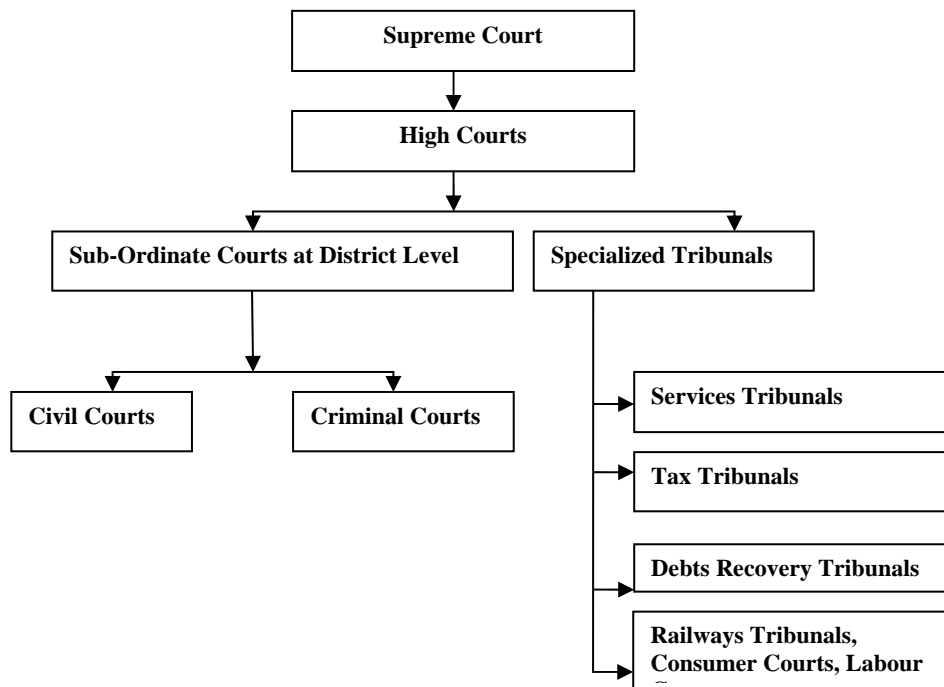 Supreme Court
High Courts
Sub-Ordinate Courts at District Level
Specialized Tribunals
Civil Courts
Criminal Courts
Services Tribunals
Tax Tribunals
Debts Recovery Tribunals
Railways Tribunals,
Consumer Courts, Labour